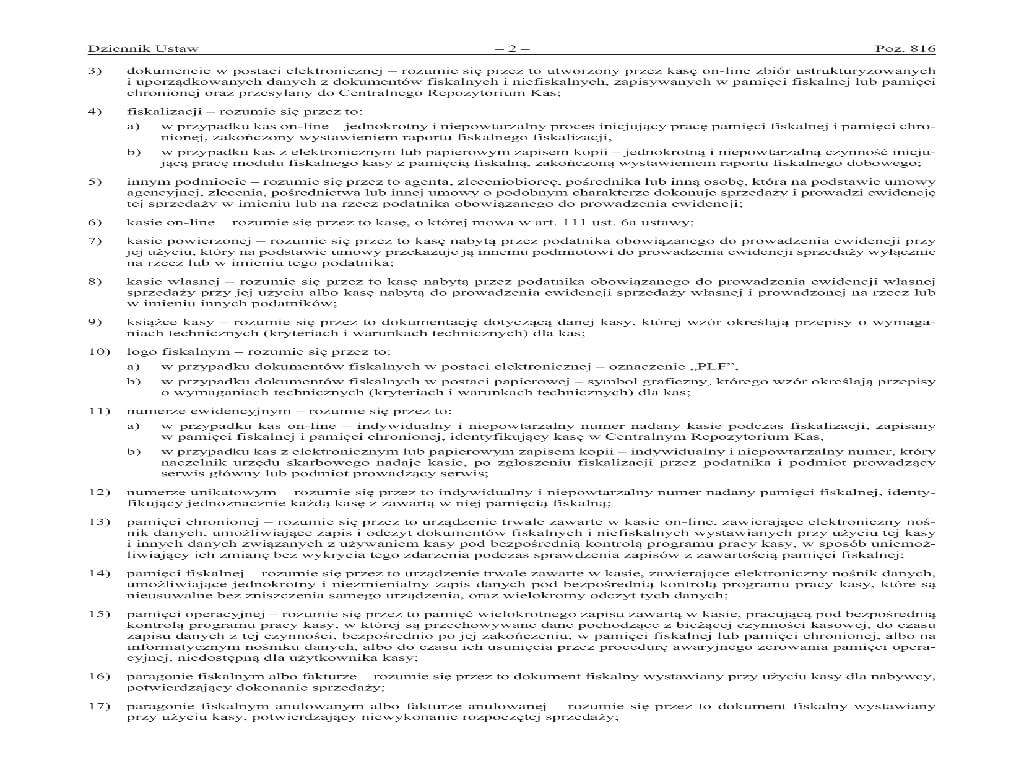 Dziennik Ustaw – 2 – Poz. 816
3) dokumencie w postaci elektronicznej – rozumie się przez to utworzony przez kasę on-line zbiór ustrukturyzowanych
i uporządkowanych danych z dokumentów fiskalnych i niefiskalnych, zapisywanych w pamięci fiskalnej lub pamięci
chronionej oraz przesyłany do Centralnego Repozytorium Kas;
4) fiskalizacji – rozumie się przez to:
a) w przypadku kas on-line – jednokrotny i niepowtarzalny proces inicjujący pracę pamięci fiskalnej i pamięci chro-
nionej, zakończony wystawieniem raportu fiskalnego fiskalizacji,
b) w przypadku kas z elektronicznym lub papierowym zapisem kopii – jednokrotną i niepowtarzalną czynność inicju-
jącą pracę modułu fiskalnego kasy z pamięcią fiskalną, zakończoną wystawieniem raportu fiskalnego dobowego;
5) innym podmiocie – rozumie się przez to agenta, zleceniobiorcę, pośrednika lub inną osobę, która na podstawie umowy
agencyjnej, zlecenia, pośrednictwa lub innej umowy o podobnym charakterze dokonuje sprzedaży i prowadzi ewidencję
tej sprzedaży w imieniu lub na rzecz podatnika obowiązanego do prowadzenia ewidencji;
6) kasie on-line – rozumie się przez to kasę, o której mowa w art. 111 ust. 6a ustawy;
7) kasie powierzonej – rozumie się przez to kasę nabytą przez podatnika obowiązanego do prowadzenia ewidencji przy
jej użyciu, który na podstawie umowy przekazuje ją innemu podmiotowi do prowadzenia ewidencji sprzedaży wyłącznie
na rzecz lub w imieniu tego podatnika;
8) kasie własnej – rozumie się przez to kasę nabytą przez podatnika obowiązanego do prowadzenia ewidencji własnej
sprzedaży przy jej użyciu albo kasę nabytą do prowadzenia ewidencji sprzedaży własnej i prowadzonej na rzecz lub
w imieniu innych podatników;
9) książce kasy – rozumie się przez to dokumentację dotyczącą danej kasy, której wzór określają przepisy o wymaga-
niach technicznych (kryteriach i warunkach technicznych) dla kas;
10) logo fiskalnym – rozumie się przez to:
a) w przypadku dokumentów fiskalnych w postaci elektronicznej – oznaczenie „PLF”,
b) w przypadku dokumentów fiskalnych w postaci papierowej – symbol graficzny, którego wzór określają przepisy
o wymaganiach technicznych (kryteriach i warunkach technicznych) dla kas;
11) numerze ewidencyjnym – rozumie się przez to:
a) w przypadku kas on-line – indywidualny i niepowtarzalny numer nadany kasie podczas fiskalizacji, zapisany
w pamięci fiskalnej i pamięci chronionej, identyfikujący kasę w Centralnym Repozytorium Kas,
b) w przypadku kas z elektronicznym lub papierowym zapisem kopii – indywidualny i niepowtarzalny numer, który
naczelnik urzędu skarbowego nadaje kasie, po zgłoszeniu fiskalizacji przez podatnika i podmiot prowadzący
serwis główny lub podmiot prowadzący serwis;
12) numerze unikatowym – rozumie się przez to indywidualny i niepowtarzalny numer nadany pamięci fiskalnej, identy-
fikujący jednoznacznie każdą kasę z zawartą w niej pamięcią fiskalną;
13) pamięci chronionej – rozumie się przez to urządzenie trwale zawarte w kasie on-line, zawierające elektroniczny noś-
nik danych, umożliwiające zapis i odczyt dokumentów fiskalnych i niefiskalnych wystawianych przy użyciu tej kasy
i innych danych związanych z używaniem kasy pod bezpośrednią kontrolą programu pracy kasy, w sposób uniemoż-
liwiający ich zmianę bez wykrycia tego zdarzenia podczas sprawdzenia zapisów z zawartością pamięci fiskalnej;
14) pamięci fiskalnej – rozumie się przez to urządzenie trwale zawarte w kasie, zawierające elektroniczny nośnik danych,
umożliwiające jednokrotny i niezmienialny zapis danych pod bezpośrednią kontrolą programu pracy kasy, które są
nieusuwalne bez zniszczenia samego urządzenia, oraz wielokrotny odczyt tych danych;
15) pamięci operacyjnej – rozumie się przez to pamięć wielokrotnego zapisu zawartą w kasie, pracującą pod bezpośrednią
kontrolą programu pracy kasy, w której są przechowywane dane pochodzące z bieżącej czynności kasowej, do czasu
zapisu danych z tej czynności, bezpośrednio po jej zakończeniu, w pamięci fiskalnej lub pamięci chronionej, albo na
informatycznym nośniku danych, albo do czasu ich usunięcia przez procedurę awaryjnego zerowania pamięci opera-
cyjnej, niedostępną dla użytkownika kasy;
16) paragonie fiskalnym albo fakturze – rozumie się przez to dokument fiskalny wystawiany przy użyciu kasy dla nabywcy,
potwierdzający dokonanie sprzedaży;
17) paragonie fiskalnym anulowanym albo fakturze anulowanej – rozumie się przez to dokument fiskalny wystawiany
przy użyciu kasy, potwierdzający niewykonanie rozpoczętej sprzedaży;